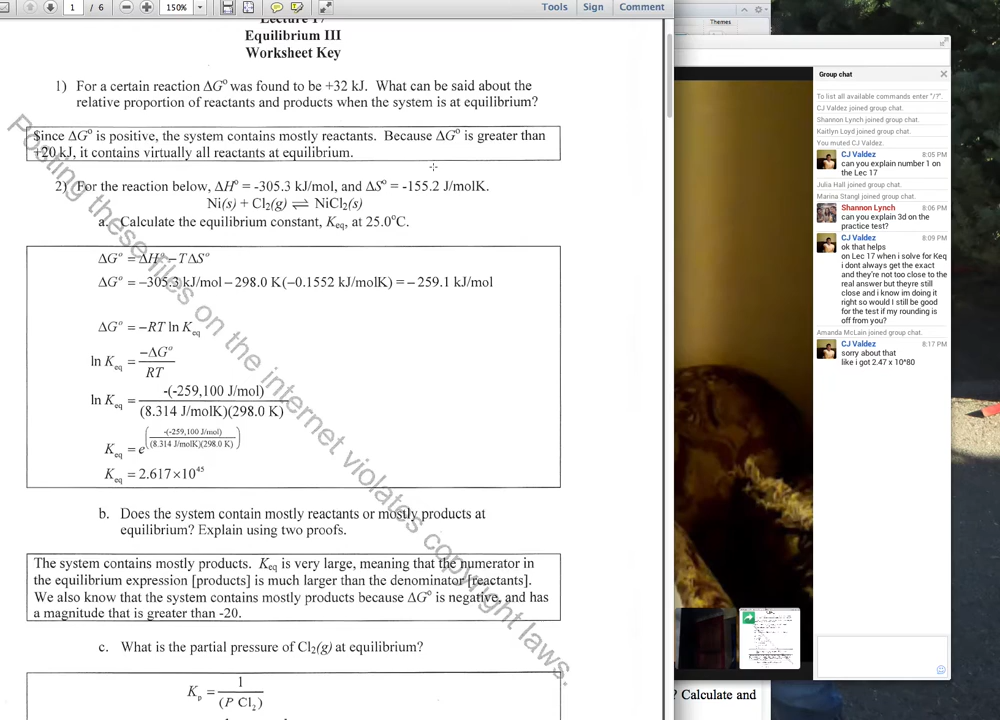 1 / 6
150%
Tools
Sign
Comment
Themes
Lecture 17
Equilibrium III
Worksheet Key
1) For a certain reaction ΔG° was found to be +32 kJ. What can be said about the
relative proportion of reactants and products when the system is at equilibrium?
Since ΔG° is positive, the system contains mostly reactants. Because ΔG° is greater than
+20 kJ, it contains virtually all reactants at equilibrium.
2) For the reaction below, ΔH° = -305.3 kJ/mol, and ΔS° = -155.2 J/molK.
Ni(s) + Cl₂(g) ⇌ NiCl₂(s)
a. Calculate the equilibrium constant, Keq, at 25.0°C.
ΔG° = ΔH° − TΔS°
ΔG° = −305.3 kJ/mol − 298.0 K(−0.1552 kJ/molK) = − 259.1 kJ/mol
ΔG° = −RT ln Keq
ln Keq = −ΔG° / RT
ln Keq = -(-259,100 J/mol) / (8.314 J/molK)(298.0 K)
Keq = e^(-(-259,100 J/mol) / (8.314 J/molK)(298.0 K))
Keq = 2.617×10⁴⁵
b. Does the system contain mostly reactants or mostly products at
equilibrium? Explain using two proofs.
The system contains mostly products. Keq is very large, meaning that the numerator in
the equilibrium expression [products] is much larger than the denominator [reactants].
We also know that the system contains mostly products because ΔG° is negative, and has
a magnitude that is greater than -20.
c. What is the partial pressure of Cl₂(g) at equilibrium?
Kp = 1 / (P Cl₂)
Posting these files on the internet violates copyright laws.
Group chat
To list all available commands enter "/?".
CJ Valdez joined group chat.
Shannon Lynch joined group chat.
Kaitlyn Loyd joined group chat.
You muted CJ Valdez.
CJ Valdez 8:05 PM
can you explain number 1 on
the Lec 17
Julia Hall joined group chat.
Marina Stangl joined group chat.
Shannon Lynch 8:06 PM
can you explain 3d on the
practice test?
CJ Valdez 8:09 PM
ok that helps
on Lec 17 when i solve for Keq
i dont always get the exact
and they're not too close to the
real answer but theyre still
close and i know im doing it
right so would I still be good
for the test if my rounding is
off from you?
Amanda McLain joined group chat.
CJ Valdez 8:17 PM
sorry about that
like i got 2.47 x 10^80
? Calculate and